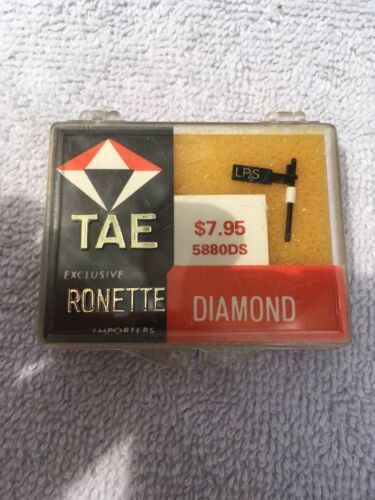 LPS
TAE
$7.95
5880DS
EXCLUSIVE
RONETTE
IMPORTERS
DIAMOND